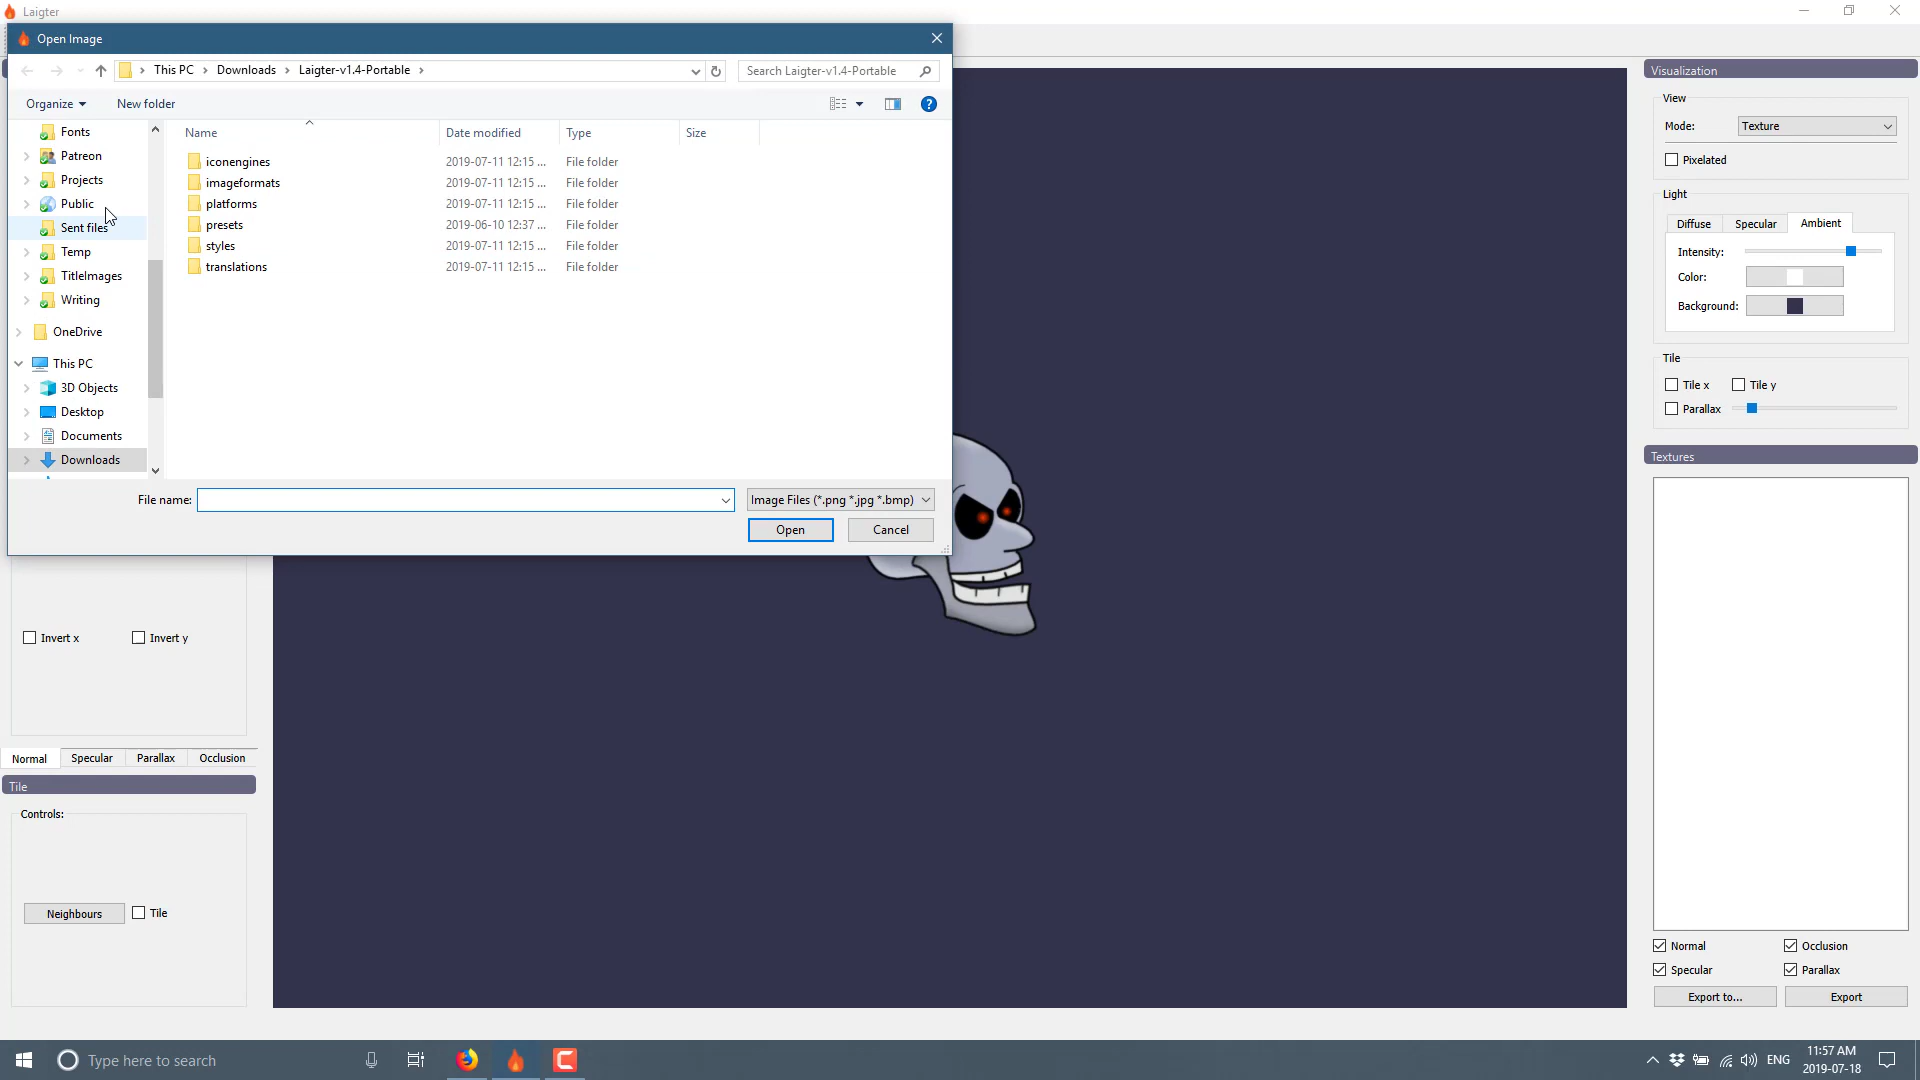 Laigter
Open Image
This PC Downloads Laigter-v1.4-Portable
Search Laigter-v1.4-Portable
Organize New folder
Name Date modified Type Size
Fonts
Patreon
Projects
Public
Sent files
Temp
TitleImages
Writing
OneDrive
This PC
3D Objects
Desktop
Documents
Downloads
iconengines 2019-07-11 12:15 ... File folder
imageformats 2019-07-11 12:15 ... File folder
platforms 2019-07-11 12:15 ... File folder
presets 2019-06-10 12:37 ... File folder
styles 2019-07-11 12:15 ... File folder
translations 2019-07-11 12:15 ... File folder
File name: Image Files (*.png *.jpg *.bmp)
Open Cancel
Invert x Invert y
Normal Specular Parallax Occlusion
Tile
Controls:
Neighbours Tile
Visualization
View
Mode: Texture
Pixelated
Light
Diffuse Specular Ambient
Intensity:
Color:
Background:
Tile
Tile x Tile y
Parallax
Textures
Normal Occlusion
Specular Parallax
Export to... Export
Type here to search
ENG
11:57 AM
2019-07-18